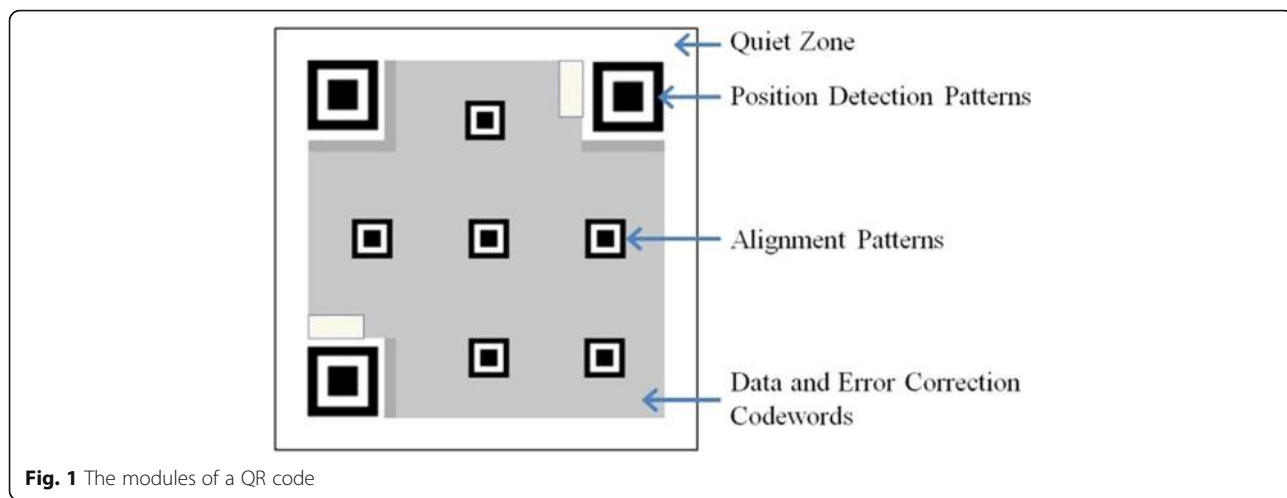 Quiet Zone
Position Detection Patterns
Alignment Patterns
Data and Error Correction
Codewords
Fig. 1 The modules of a QR code